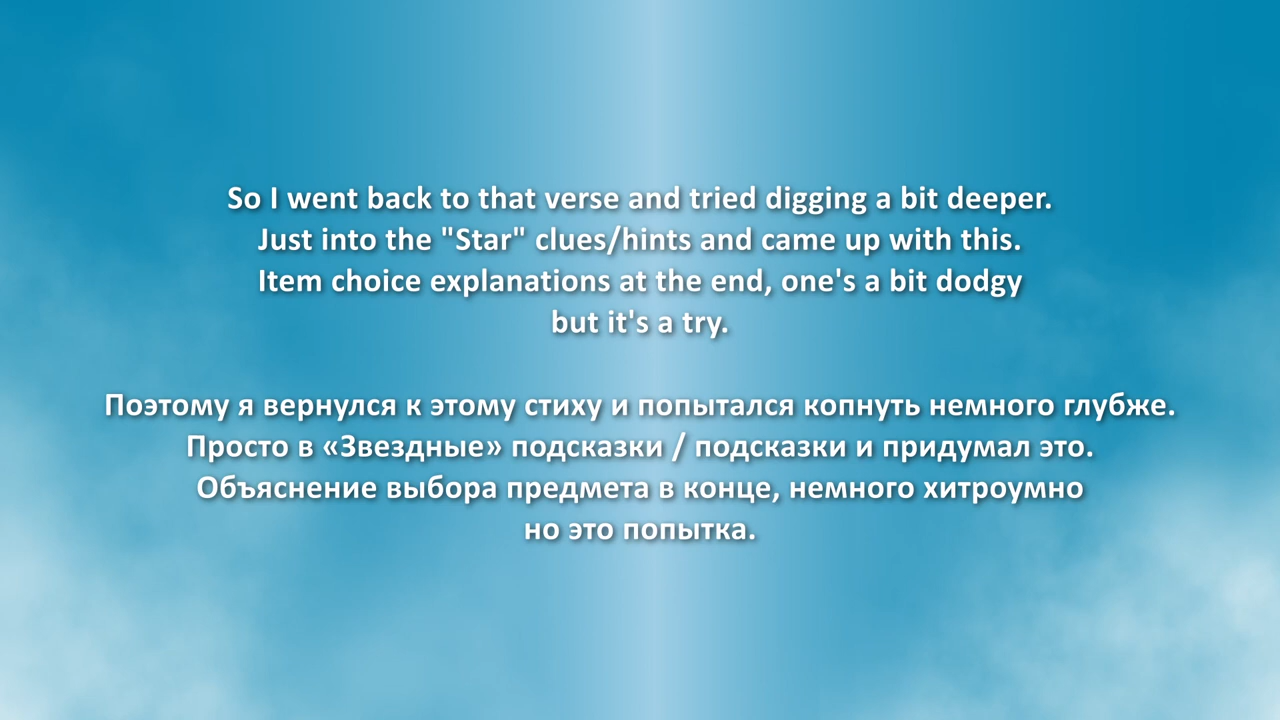 So I went back to that verse and tried digging a bit deeper.
Just into the "Star" clues/hints and came up with this.
Item choice explanations at the end, one's a bit dodgy
but it's a try.
Поэтому я вернулся к этому стиху и попытался копнуть немного глубже.
Просто в «Звездные» подсказки / подсказки и придумал это.
Объяснение выбора предмета в конце, немного хитроумно
но это попытка.